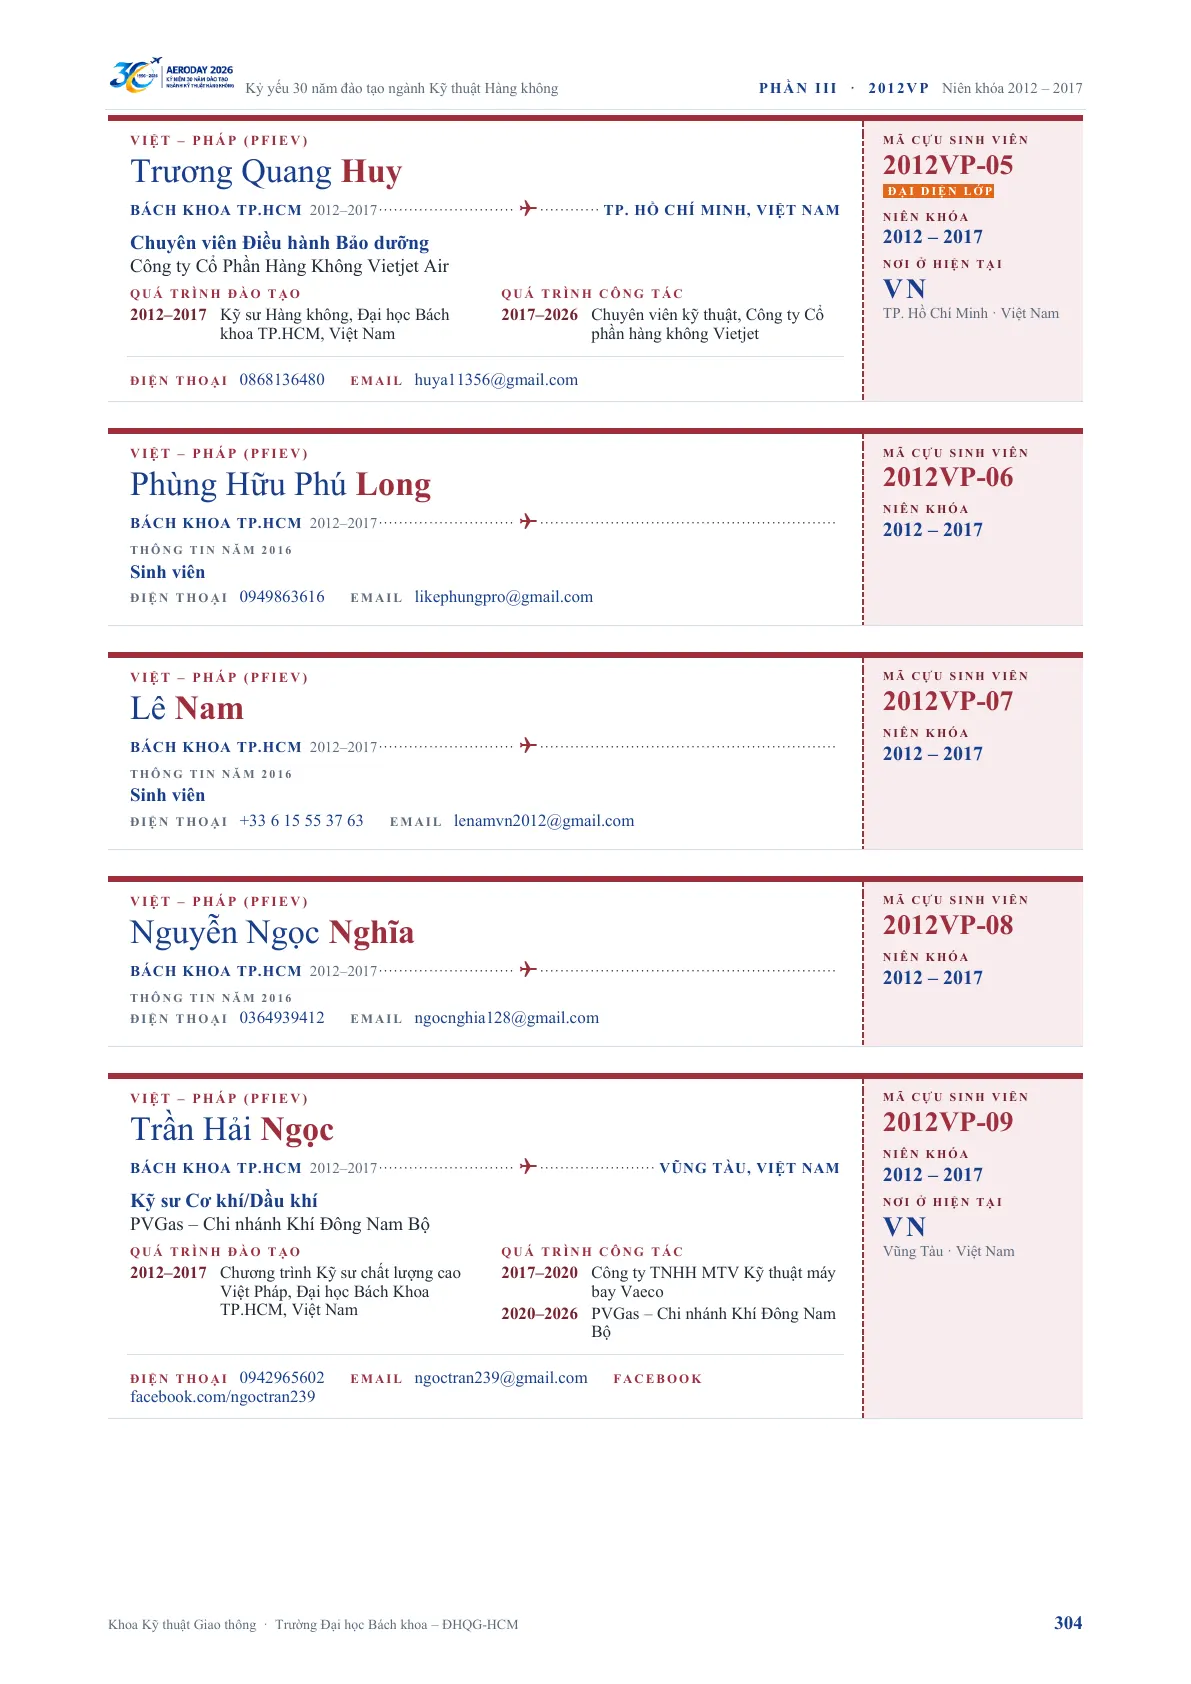 30
1996 - 2026
AERODAY 2026
KỶ NIỆM 30 NĂM ĐÀO TẠO
NGÀNH KỸ THUẬT HÀNG KHÔNG
Kỷ yếu 30 năm đào tạo ngành Kỹ thuật Hàng không
PHẦN III · 2012VP Niên khóa 2012 – 2017
VIỆT – PHÁP (PFIEV)
Trương Quang Huy
BÁCH KHOA TP.HCM 2012–2017 TP. HỒ CHÍ MINH, VIỆT NAM
Chuyên viên Điều hành Bảo dưỡng
Công ty Cổ Phần Hàng Không Vietjet Air
QUÁ TRÌNH ĐÀO TẠO
2012–2017 Kỹ sư Hàng không, Đại học Bách
khoa TP.HCM, Việt Nam
QUÁ TRÌNH CÔNG TÁC
2017–2026 Chuyên viên kỹ thuật, Công ty Cổ
phần hàng không Vietjet
ĐIỆN THOẠI 0868136480 EMAIL huya11356@gmail.com
MÃ CỰU SINH VIÊN
2012VP-05
ĐẠI DIỆN LỚP
NIÊN KHÓA
2012 – 2017
NƠI Ở HIỆN TẠI
VN
TP. Hồ Chí Minh · Việt Nam
VIỆT – PHÁP (PFIEV)
Phùng Hữu Phú Long
BÁCH KHOA TP.HCM 2012–2017
THÔNG TIN NĂM 2016
Sinh viên
ĐIỆN THOẠI 0949863616 EMAIL likephungpro@gmail.com
MÃ CỰU SINH VIÊN
2012VP-06
NIÊN KHÓA
2012 – 2017
VIỆT – PHÁP (PFIEV)
Lê Nam
BÁCH KHOA TP.HCM 2012–2017
THÔNG TIN NĂM 2016
Sinh viên
ĐIỆN THOẠI +33 6 15 55 37 63 EMAIL lenamvn2012@gmail.com
MÃ CỰU SINH VIÊN
2012VP-07
NIÊN KHÓA
2012 – 2017
VIỆT – PHÁP (PFIEV)
Nguyễn Ngọc Nghĩa
BÁCH KHOA TP.HCM 2012–2017
THÔNG TIN NĂM 2016
ĐIỆN THOẠI 0364939412 EMAIL ngocnghia128@gmail.com
MÃ CỰU SINH VIÊN
2012VP-08
NIÊN KHÓA
2012 – 2017
VIỆT – PHÁP (PFIEV)
Trần Hải Ngọc
BÁCH KHOA TP.HCM 2012–2017 VŨNG TÀU, VIỆT NAM
Kỹ sư Cơ khí/Dầu khí
PVGas – Chi nhánh Khí Đông Nam Bộ
QUÁ TRÌNH ĐÀO TẠO
2012–2017 Chương trình Kỹ sư chất lượng cao
Việt Pháp, Đại học Bách Khoa
TP.HCM, Việt Nam
QUÁ TRÌNH CÔNG TÁC
2017–2020 Công ty TNHH MTV Kỹ thuật máy
bay Vaeco
2020–2026 PVGas – Chi nhánh Khí Đông Nam
Bộ
ĐIỆN THOẠI 0942965602 EMAIL ngoctran239@gmail.com FACEBOOK
facebook.com/ngoctran239
MÃ CỰU SINH VIÊN
2012VP-09
NIÊN KHÓA
2012 – 2017
NƠI Ở HIỆN TẠI
VN
Vũng Tàu · Việt Nam
Khoa Kỹ thuật Giao thông · Trường Đại học Bách khoa – ĐHQG-HCM
304